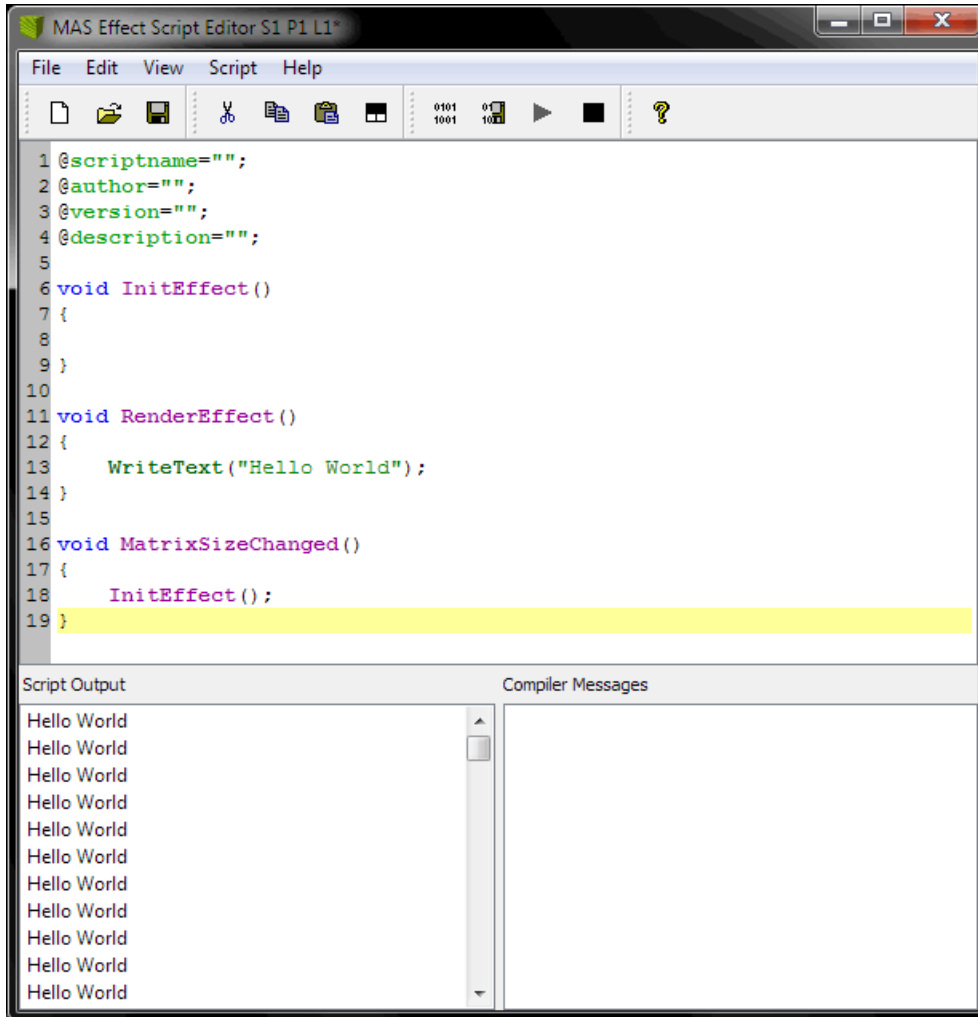 MAS Effect Script Editor S1 P1 L1*
File Edit View Script Help
0101
1001
1 @scriptname="";
2 @author="";
3 @version="";
4 @description="";
5
6 void InitEffect()
7 {
8
9 }
10
11 void RenderEffect()
12 {
13     WriteText("Hello World");
14 }
15
16 void MatrixSizeChanged()
17 {
18     InitEffect();
19 }
Script Output
Compiler Messages
Hello World
Hello World
Hello World
Hello World
Hello World
Hello World
Hello World
Hello World
Hello World
Hello World
Hello World